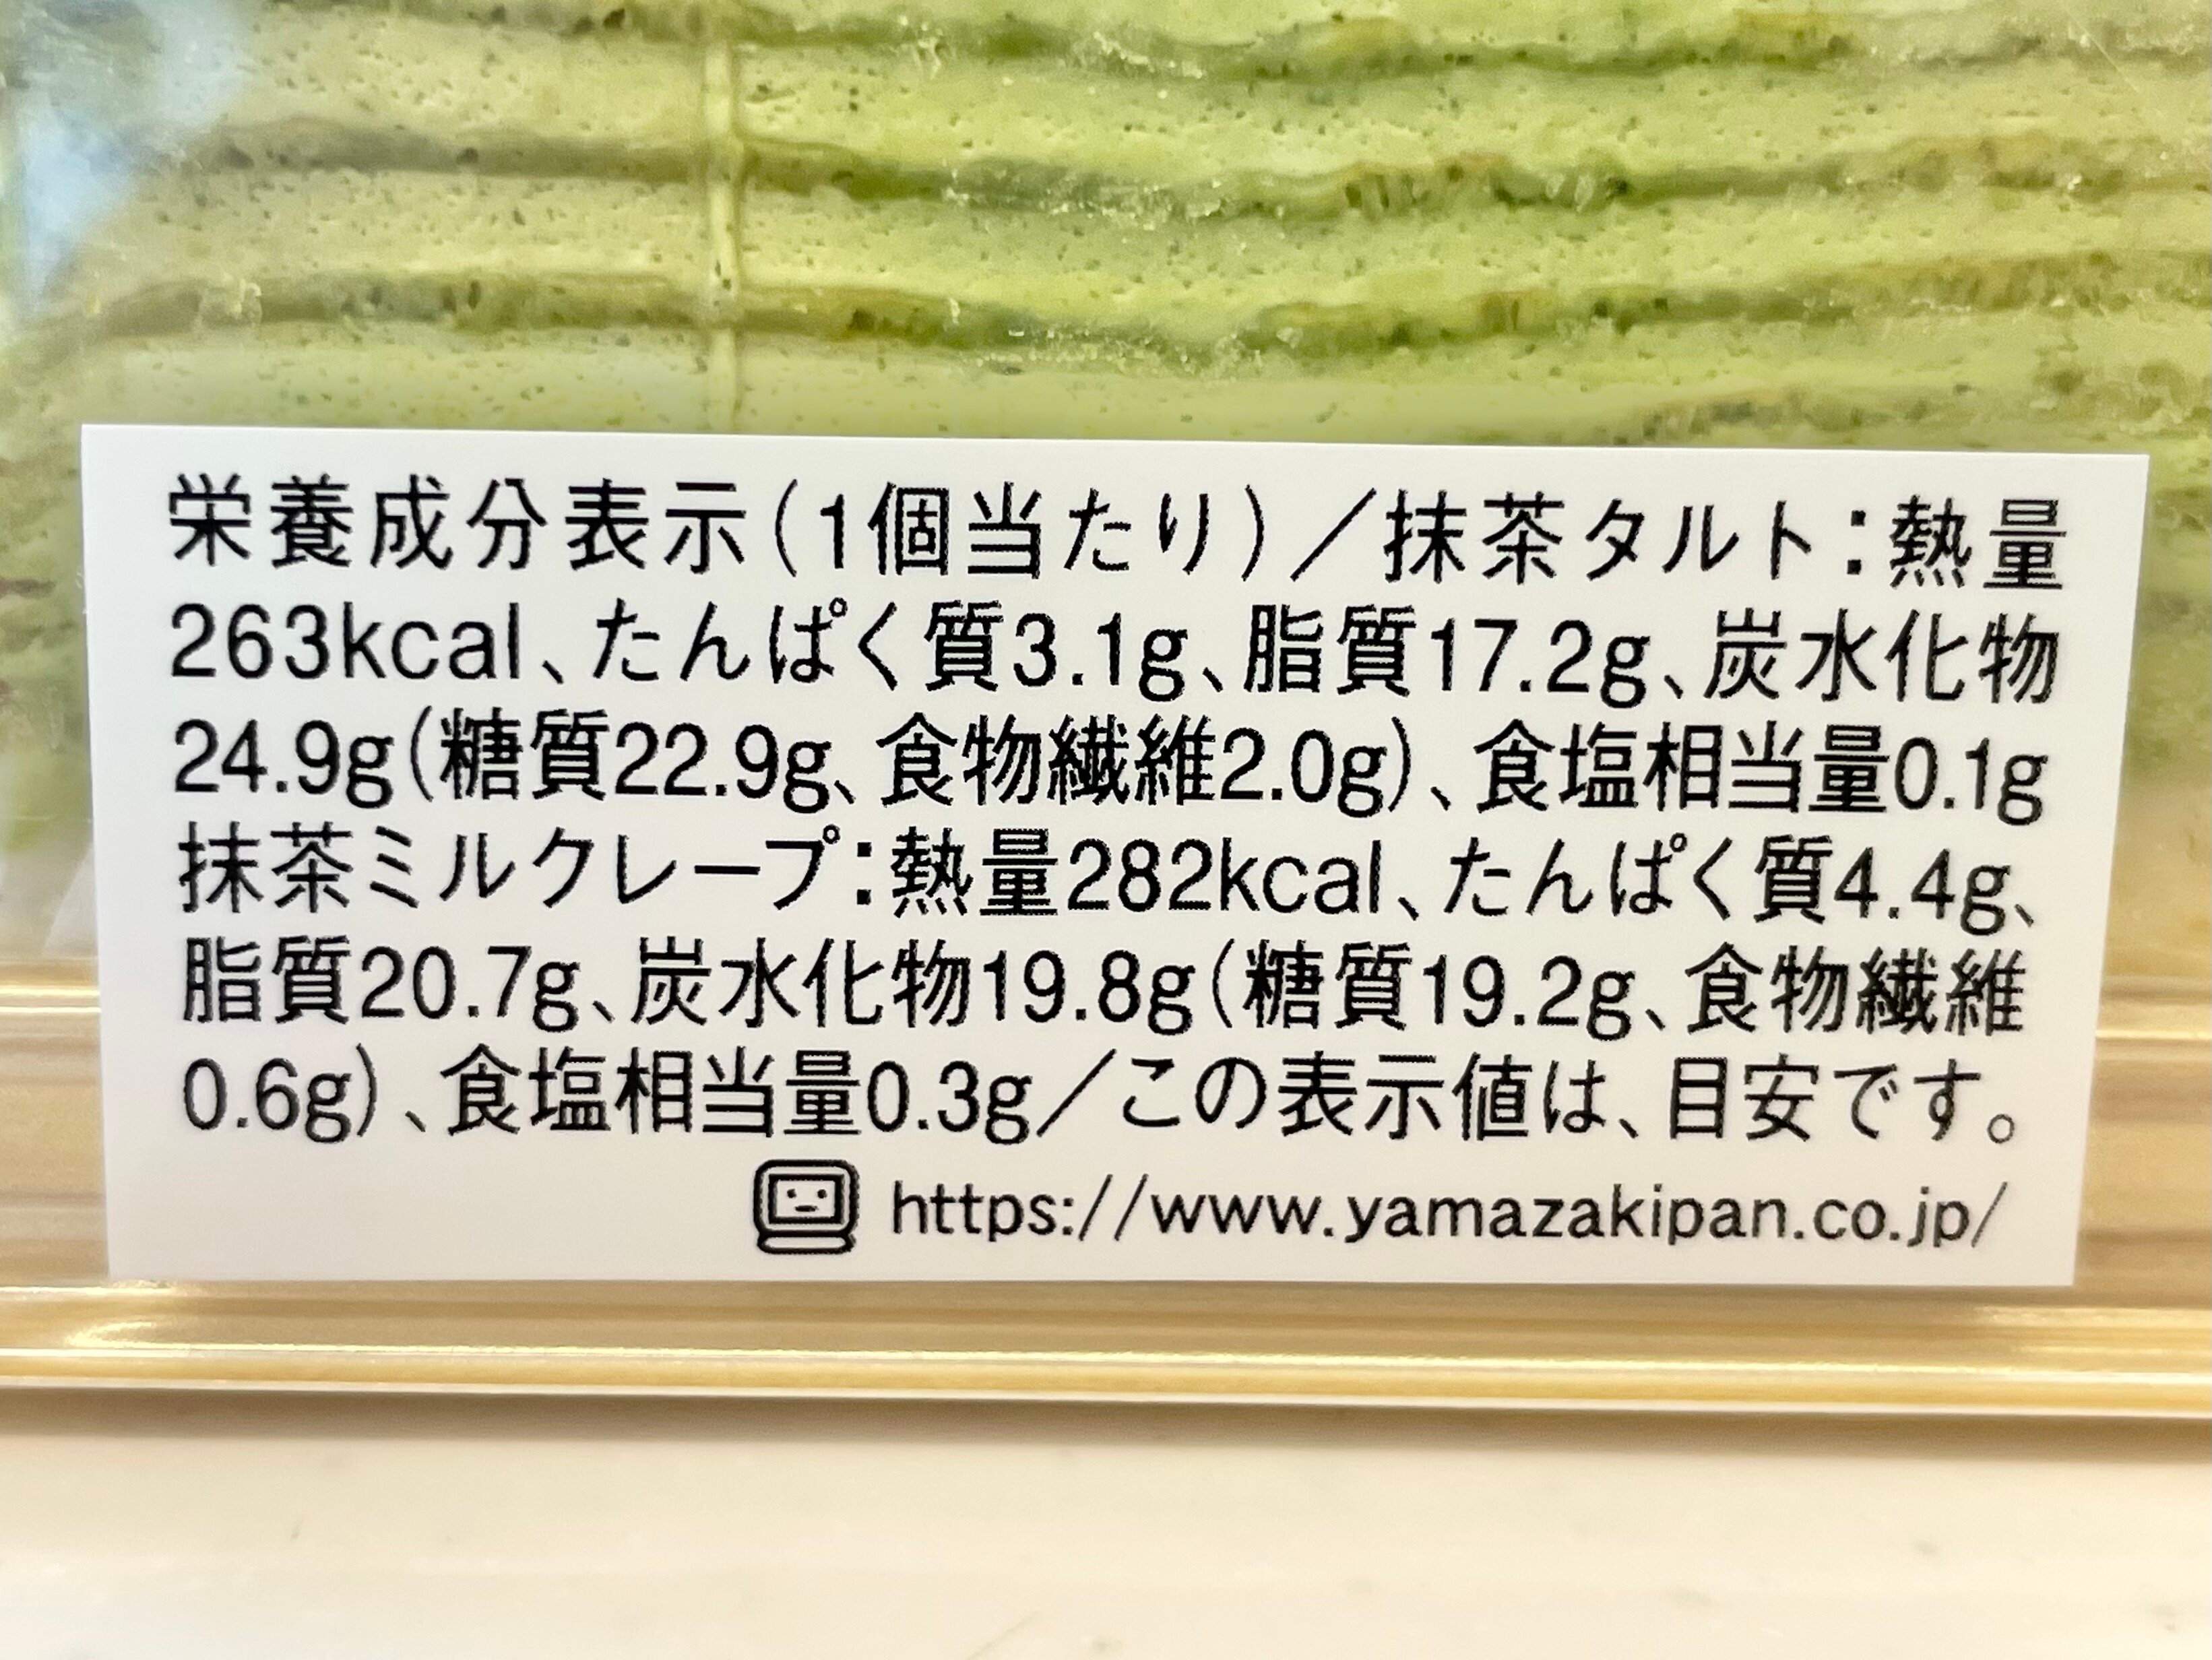 栄養成分表示(1個当たり)／抹茶タルト：熱量
263kcal、たんぱく質3.1g、脂質17.2g、炭水化物
24.9g(糖質22.9g、食物繊維2.0g)、食塩相当量0.1g
抹茶ミルクレープ：熱量282kcal、たんぱく質4.4g、
脂質20.7g、炭水化物19.8g(糖質19.2g、食物繊維
0.6g)、食塩相当量0.3g／この表示値は、目安です。
https://www.yamazakipan.co.jp/